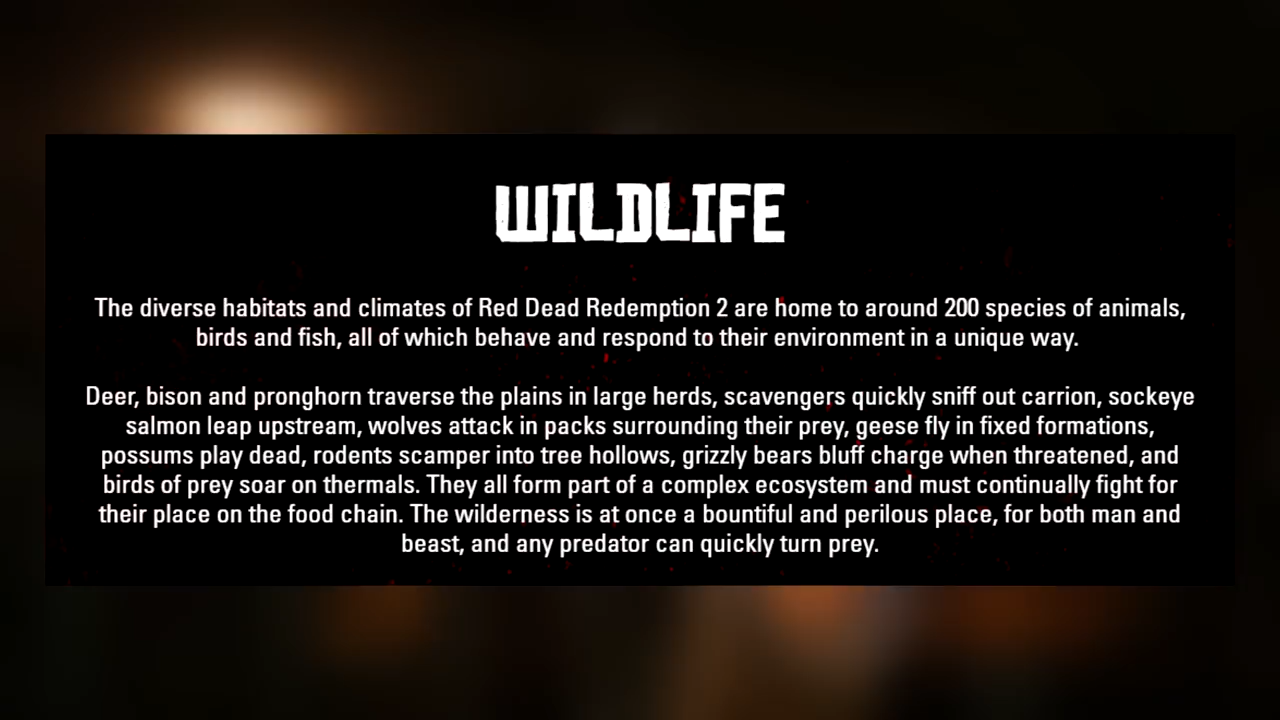 WILDLIFE
The diverse habitats and climates of Red Dead Redemption 2 are home to around 200 species of animals,
birds and fish, all of which behave and respond to their environment in a unique way.
Deer, bison and pronghorn traverse the plains in large herds, scavengers quickly sniff out carrion, sockeye
salmon leap upstream, wolves attack in packs surrounding their prey, geese fly in fixed formations,
possums play dead, rodents scamper into tree hollows, grizzly bears bluff charge when threatened, and
birds of prey soar on thermals. They all form part of a complex ecosystem and must continually fight for
their place on the food chain. The wilderness is at once a bountiful and perilous place, for both man and
beast, and any predator can quickly turn prey.